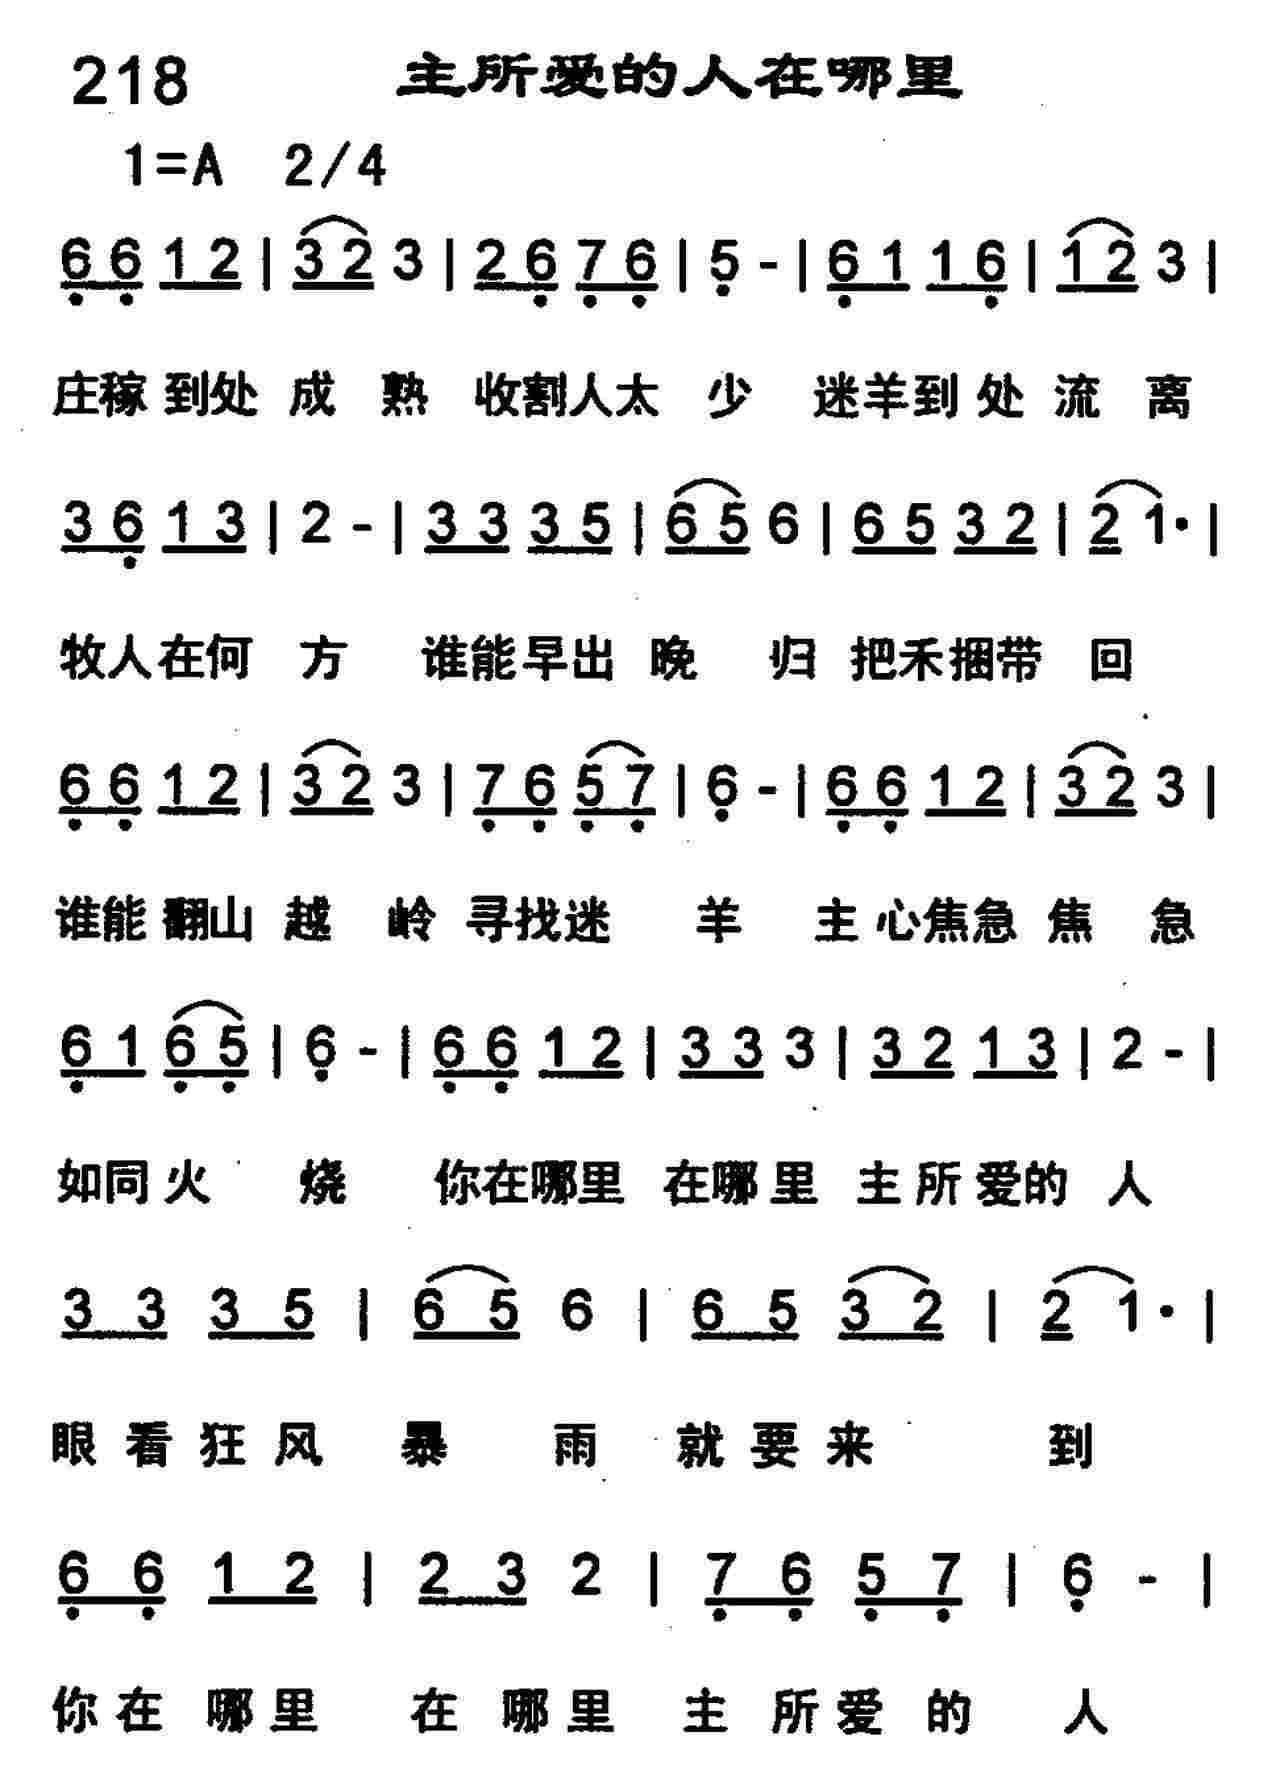 218 主所爱的人在哪里
1=A 2/4
6 6 1 2 | 3 2 3 | 2 6 7 6 | 5 - | 6 1 1 6 | 1 2 3 |
庄稼到处成熟收割人太少迷羊到处流离
3 6 1 3 | 2 - | 3 3 3 5 | 6 5 6 | 6 5 3 2 | 2 1· |
牧人在何方谁能早出晚归把禾捆带回
6 6 1 2 | 3 2 3 | 7 6 5 7 | 6 - | 6 6 1 2 | 3 2 3 |
谁能翻山越岭寻找迷羊主心焦急焦急
6 1 6 5 | 6 - | 6 6 1 2 | 3 3 3 | 3 2 1 3 | 2 - |
如同火烧你在哪里在哪里主所爱的人
3 3 3 5 | 6 5 6 | 6 5 3 2 | 2 1· |
眼看狂风暴雨就要来到
6 6 1 2 | 2 3 2 | 7 6 5 7 | 6 - |
你在哪里在哪里主所爱的人